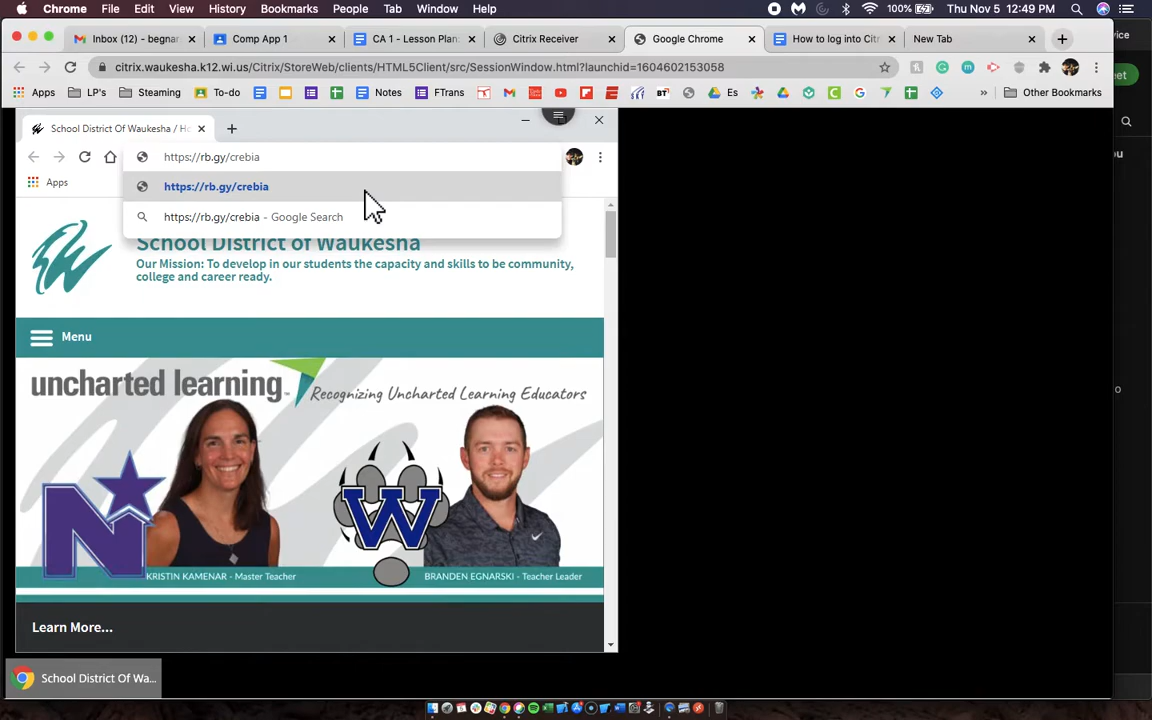 Chrome File Edit View History Bookmarks People Tab Window Help 100% Thu Nov 5 12:49 PM
Inbox (12) - begnar Comp App 1 CA 1 - Lesson Plan Citrix Receiver Google Chrome How to log into Citr New Tab
citrix.waukesha.k12.wi.us/Citrix/StoreWeb/clients/HTML5Client/src/SessionWindow.html?launchid=1604602153058
Apps LP's Steaming To-do Notes FTrans Es » Other Bookmarks
School District Of Waukesha / H
https://rb.gy/crebia
Apps
https://rb.gy/crebia
https://rb.gy/crebia - Google Search
School District of Waukesha
Our Mission: To develop in our students the capacity and skills to be community,
college and career ready.
Menu
uncharted learning™ Recognizing Uncharted Learning Educators
N W
KRISTIN KAMENAR - Master Teacher BRANDEN EGNARSKI - Teacher Leader
Learn More...
School District Of Wa...